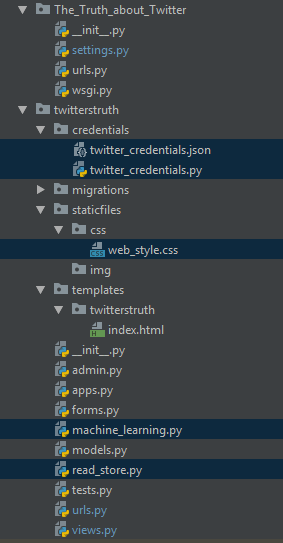 The_Truth_about_Twitter
__init__.py
settings.py
urls.py
wsgi.py
twitterstruth
credentials
twitter_credentials.json
twitter_credentials.py
migrations
staticfiles
css
web_style.css
img
templates
twitterstruth
index.html
__init__.py
admin.py
apps.py
forms.py
machine_learning.py
models.py
read_store.py
tests.py
urls.py
views.py